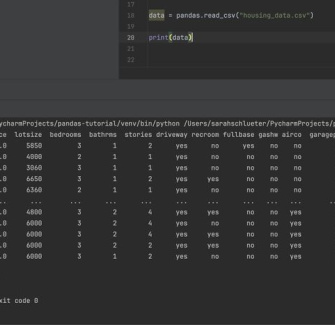 17
18 data = pandas.read_csv("housing_data.csv")
19
20 print(data)
21
22
ycharmProjects/pandas-tutorial/venv/bin/python /Users/sarahschlueter/PycharmProjects/p
ce lotsize bedrooms bathrms stories driveway recroom fullbase gashw airco garagep
.0 5850 3 1 2 yes no yes no no
.0 4000 2 1 1 yes no no no no
.0 3060 3 1 1 yes no no no no
.0 6650 3 1 2 yes yes no no no
.0 6360 2 1 1 yes no no no no
.. ... ... ... ... ... ... ... ... ...
.0 4800 3 2 4 yes yes no no yes
.0 6000 3 2 4 yes no no no yes
.0 6000 3 2 4 yes yes no no yes
.0 6000 3 2 2 yes no no no yes
.0 6000 3 1 2 yes no no no yes
xit code 0